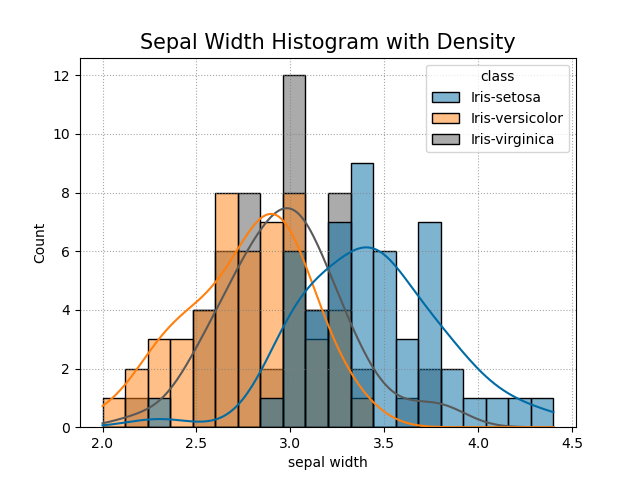 Sepal Width Histogram with Density
class
Iris-setosa
Iris-versicolor
Iris-virginica
Count
12
10
8
6
4
2
0
2.0 2.5 3.0 3.5 4.0 4.5
sepal width